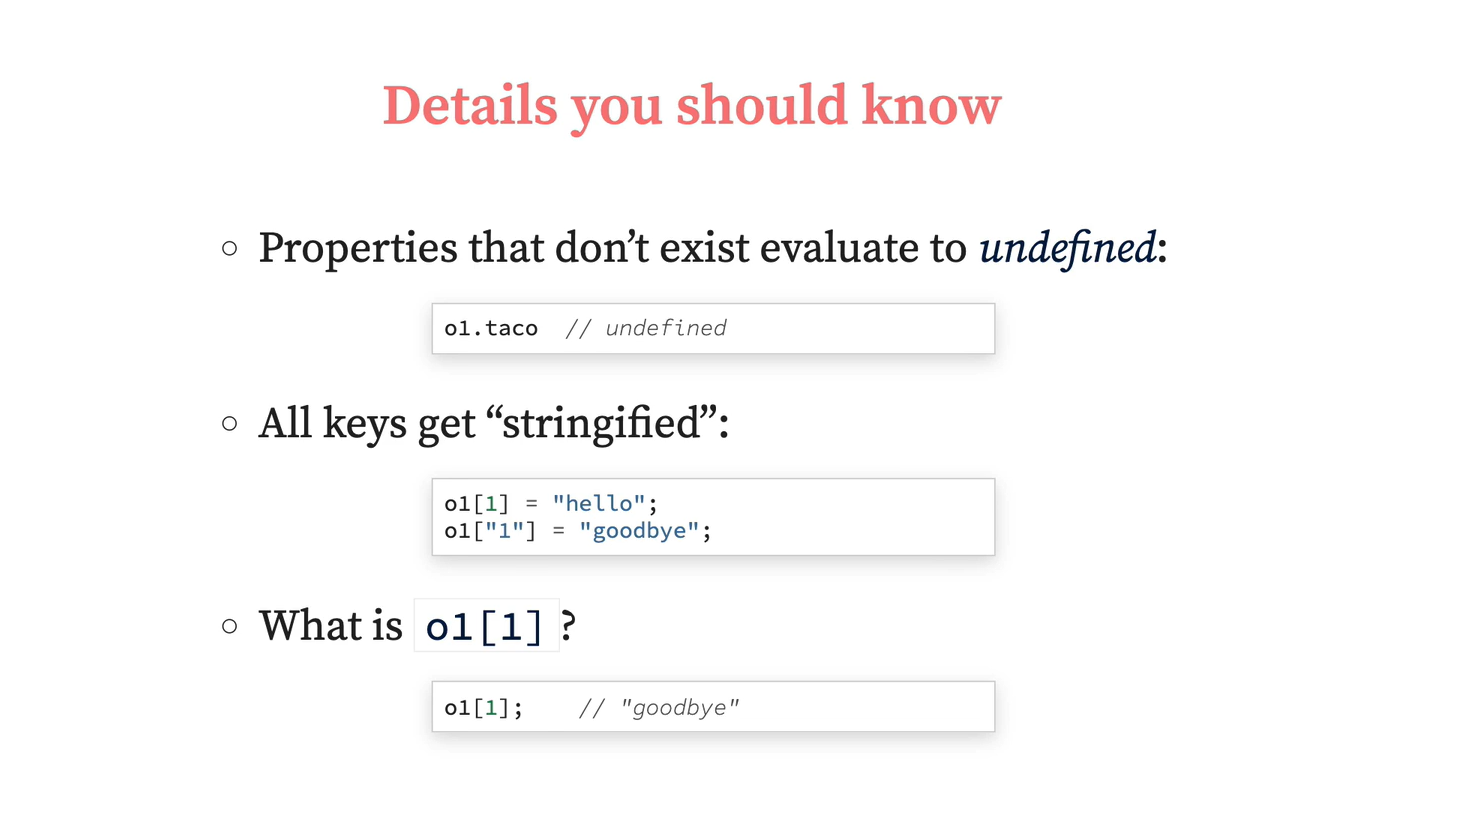 Details you should know
Properties that don’t exist evaluate to undefined:
o1.taco  // undefined
All keys get “stringified”:
o1[1] = "hello";
o1["1"] = "goodbye";
What is o1[1]?
o1[1];    // "goodbye"